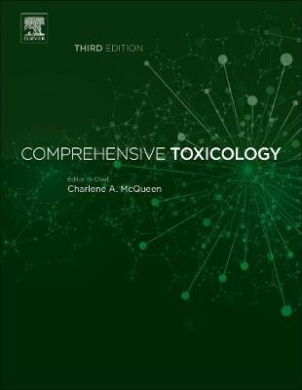 ELSEVIER
THIRD EDITION
COMPREHENSIVE TOXICOLOGY
Editor in Chief
Charlene A. McQueen